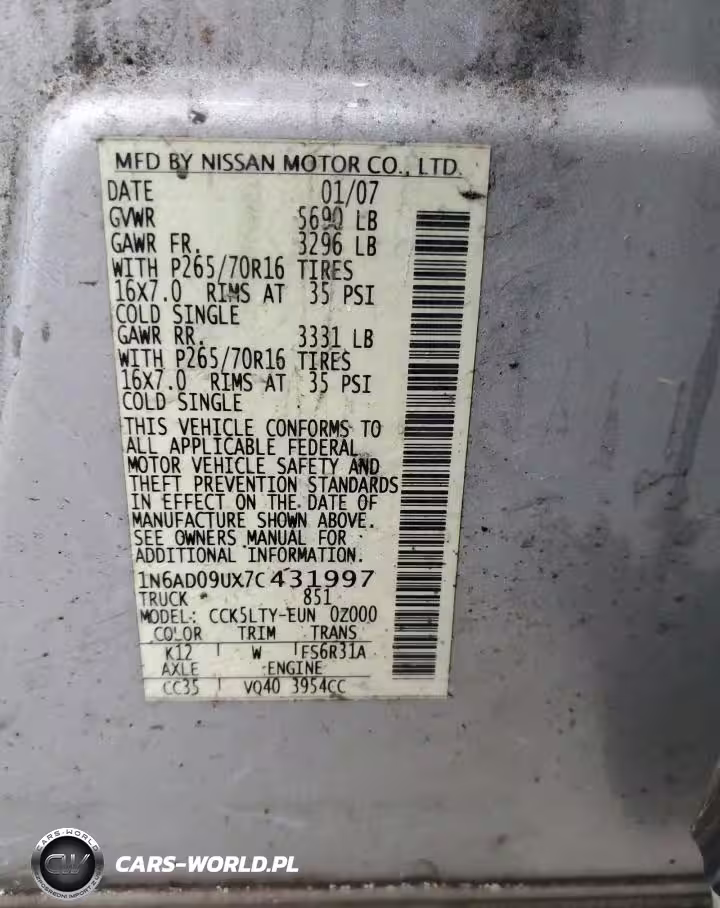 MFD BY NISSAN MOTOR CO., LTD.
DATE 01/07
GVWR 5690 LB
GAWR FR. 3296 LB
WITH P265/70R16 TIRES
16X7.0 RIMS AT 35 PSI
COLD SINGLE
GAWR RR. 3331 LB
WITH P265/70R16 TIRES
16X7.0 RIMS AT 35 PSI
COLD SINGLE
THIS VEHICLE CONFORMS TO
ALL APPLICABLE FEDERAL
MOTOR VEHICLE SAFETY AND
THEFT PREVENTION STANDARDS
IN EFFECT ON THE DATE OF
MANUFACTURE SHOWN ABOVE.
SEE OWNERS MANUAL FOR
ADDITIONAL INFORMATION.
1N6AD09UX7C431997
TRUCK 851
MODEL: CCK5LTY-EUN 0Z000
COLOR TRIM TRANS
K12 W FS6R31A
AXLE ENGINE
CC35 VQ40 3954CC
CARS-WORLD
CW
CARS-WORLD.PL